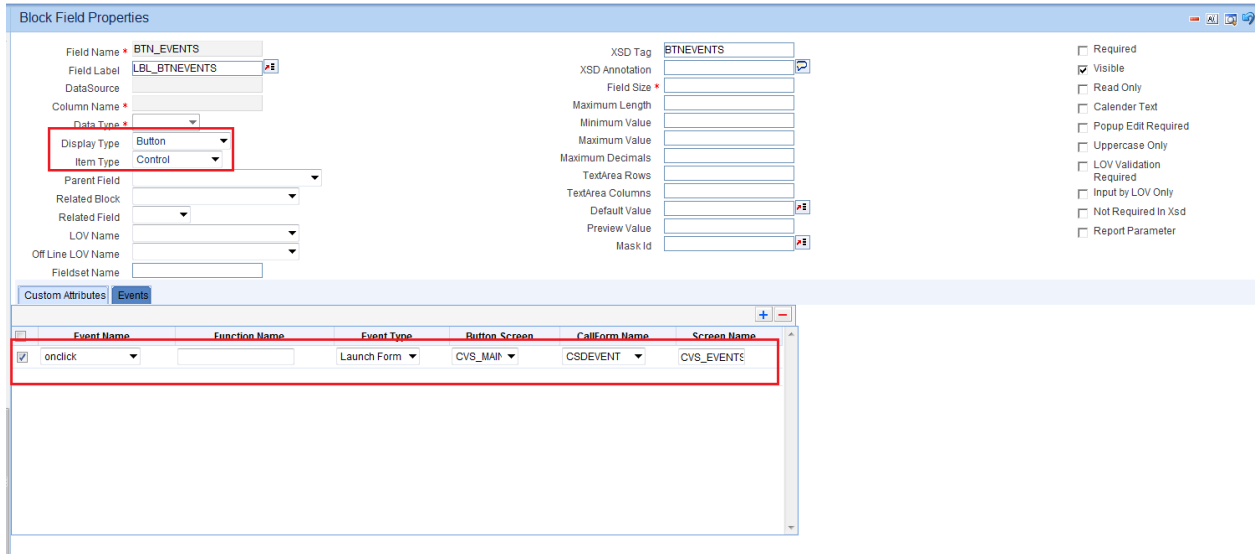 Block Field Properties
Field Name * BTN_EVENTS
Field Label LBL_BTNEVENTS
DataSource
Column Name *
Data Type *
Display Type Button
Item Type Control
Parent Field
Related Block
Related Field
LOV Name
Off Line LOV Name
Fieldset Name
XSD Tag BTNEVENTS
XSD Annotation
Field Size *
Maximum Length
Minimum Value
Maximum Value
Maximum Decimals
TextArea Rows
TextArea Columns
Default Value
Preview Value
Mask Id
Required
Visible
Read Only
Calender Text
Popup Edit Required
Uppercase Only
LOV Validation
Required
Input by LOV Only
Not Required In Xsd
Report Parameter
Custom Attributes Events
Event Name Function Name Event Type Button Screen CallForm Name Screen Name
onclick Launch Form CVS_MAIN CSDEVENT CVS_EVENTS